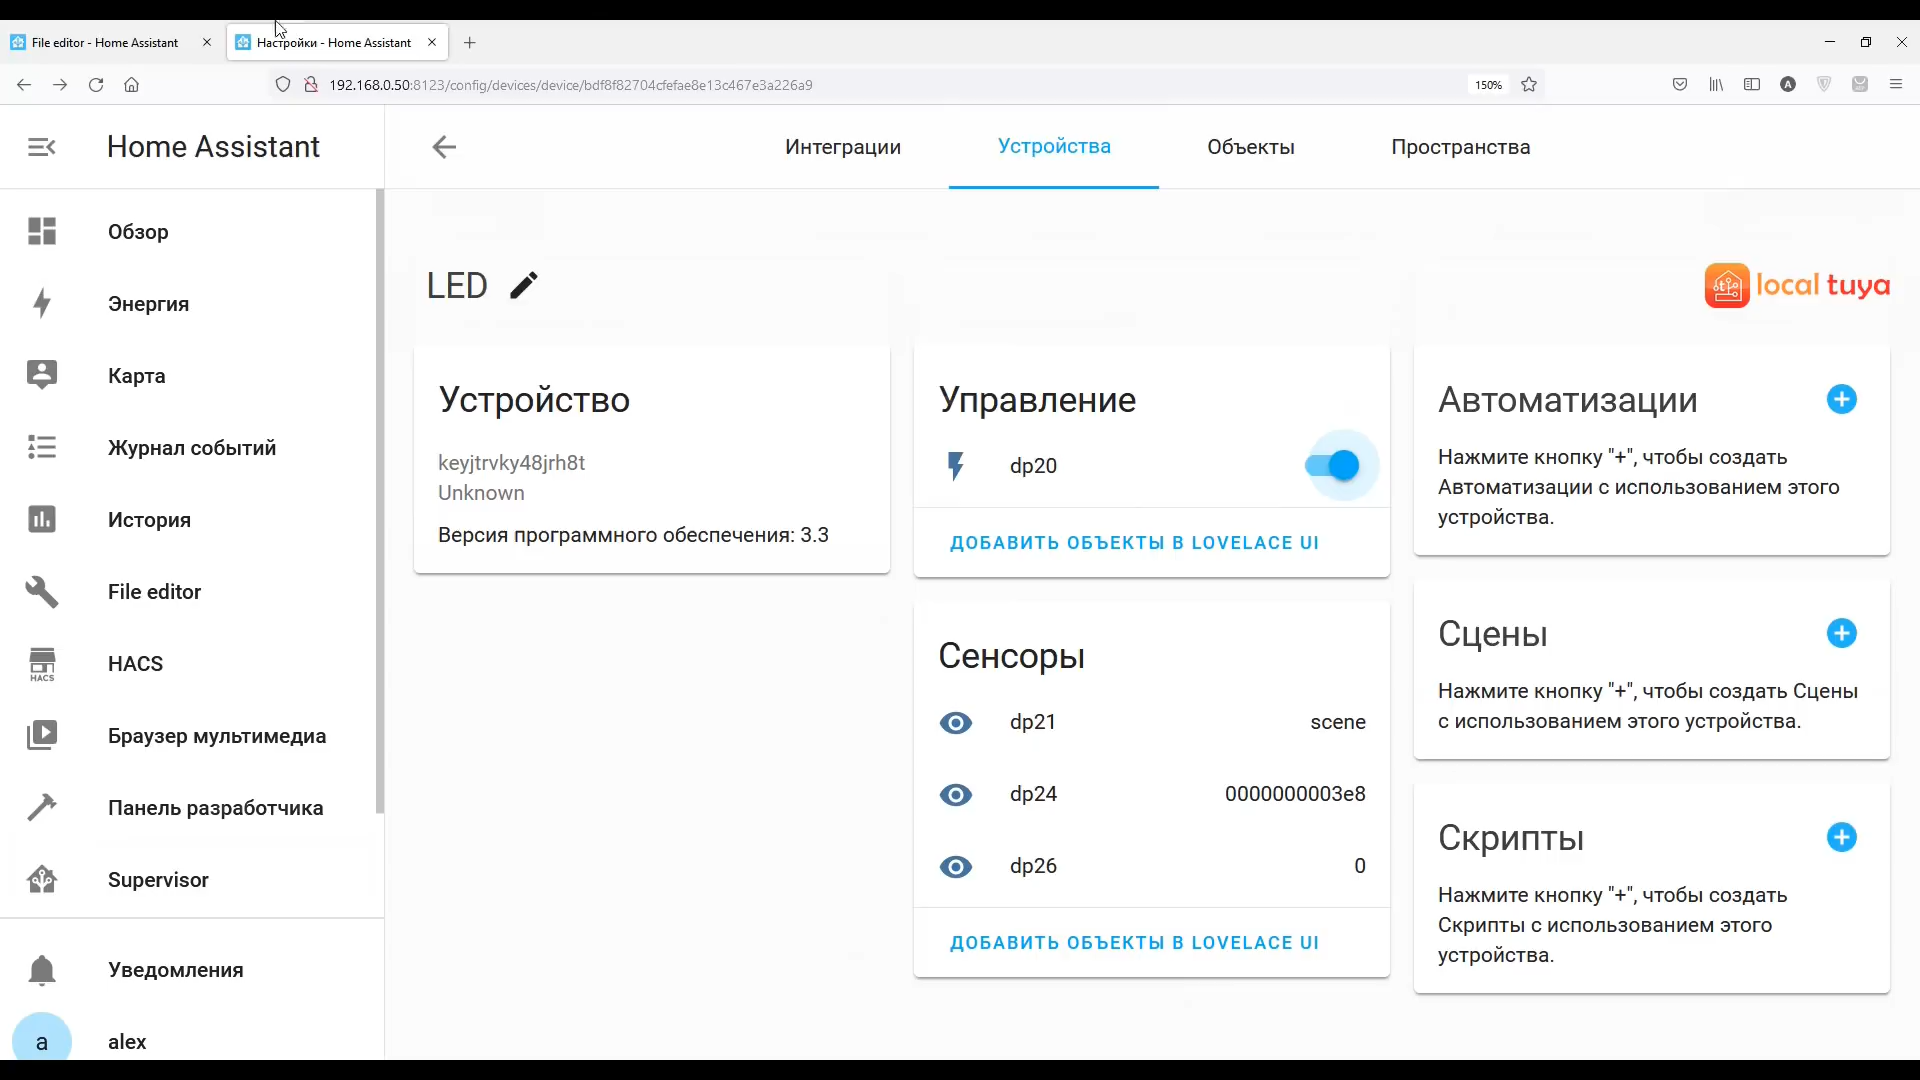 File editor - Home Assistant
Настройки - Home Assistant
192.168.0.50:8123/config/devices/device/bdf8f82704cfefae8e13c467e3a226a9
150%
A
Home Assistant
Интеграции
Устройства
Объекты
Пространства
Обзор
Энергия
Карта
Журнал событий
История
File editor
HACS
HACS
Браузер мультимедиа
Панель разработчика
Supervisor
Уведомления
a
alex
LED
local tuya
Устройство
keyjtrvky48jrh8t
Unknown
Версия программного обеспечения: 3.3
Управление
dp20
ДОБАВИТЬ ОБЪЕКТЫ В LOVELACE UI
Сенсоры
dp21 scene
dp24 0000000003e8
dp26 0
ДОБАВИТЬ ОБЪЕКТЫ В LOVELACE UI
Автоматизации
Нажмите кнопку "+", чтобы создать
Автоматизации с использованием этого
устройства.
Сцены
Нажмите кнопку "+", чтобы создать Сцены
с использованием этого устройства.
Скрипты
Нажмите кнопку "+", чтобы создать
Скрипты с использованием этого
устройства.